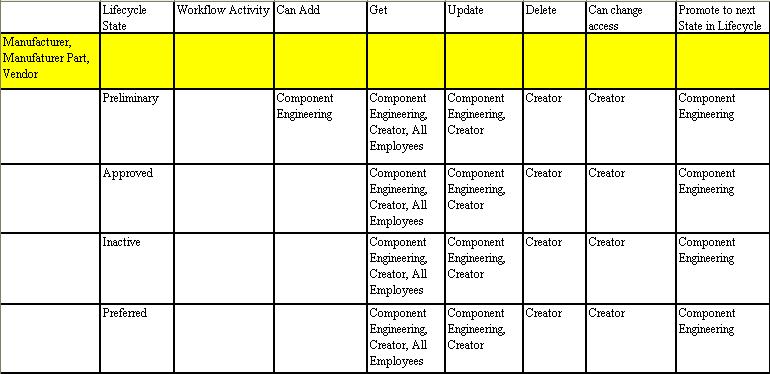 Lifecycle State
Workflow Activity
Can Add
Get
Update
Delete
Can change access
Promote to next State in Lifecycle
Manufacturer,
Manufaturer Part,
Vendor
Preliminary
Component
Engineering
Component
Engineering,
Creator, All
Employees
Component
Engineering,
Creator
Creator
Creator
Component
Engineering
Approved
Component
Engineering,
Creator, All
Employees
Component
Engineering,
Creator
Creator
Creator
Component
Engineering
Inactive
Component
Engineering,
Creator, All
Employees
Component
Engineering,
Creator
Creator
Creator
Component
Engineering
Preferred
Component
Engineering,
Creator, All
Employees
Component
Engineering,
Creator
Creator
Creator
Component
Engineering